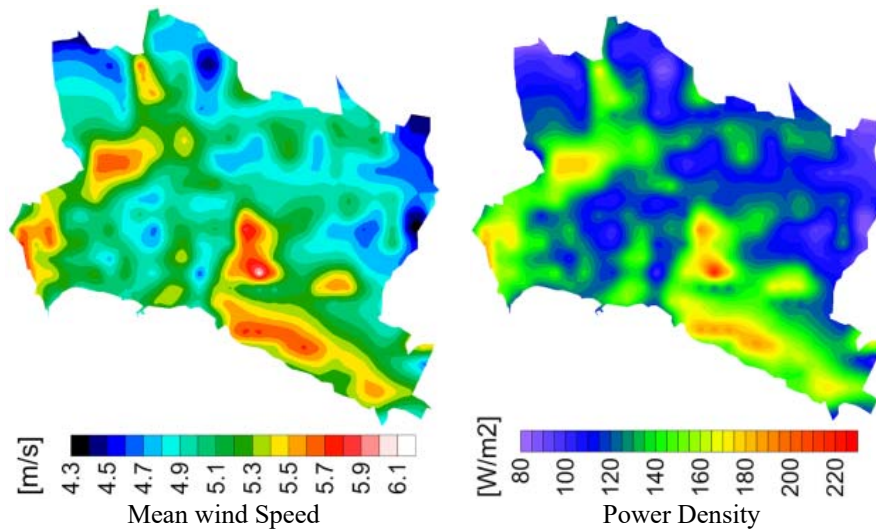 [m/s]
4.3 4.5 4.7 4.9 5.1 5.3 5.5 5.7 5.9 6.1
Mean wind Speed
[W/m2]
80 100 120 140 160 180 200 220
Power Density